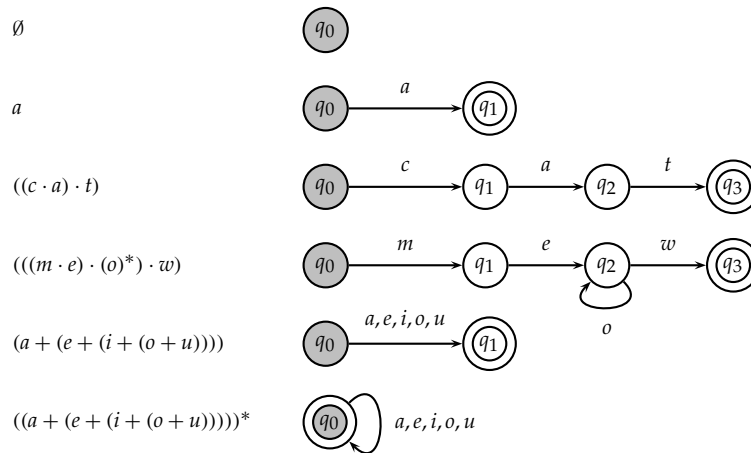 ∅ q₀
a q₀ a q₁
((c · a) · t) q₀ c q₁ a q₂ t q₃
(((m · e) · (o)*) · w) q₀ m q₁ e q₂ w q₃
o
(a + (e + (i + (o + u)))) q₀ a, e, i, o, u q₁
((a + (e + (i + (o + u)))))* q₀ a, e, i, o, u